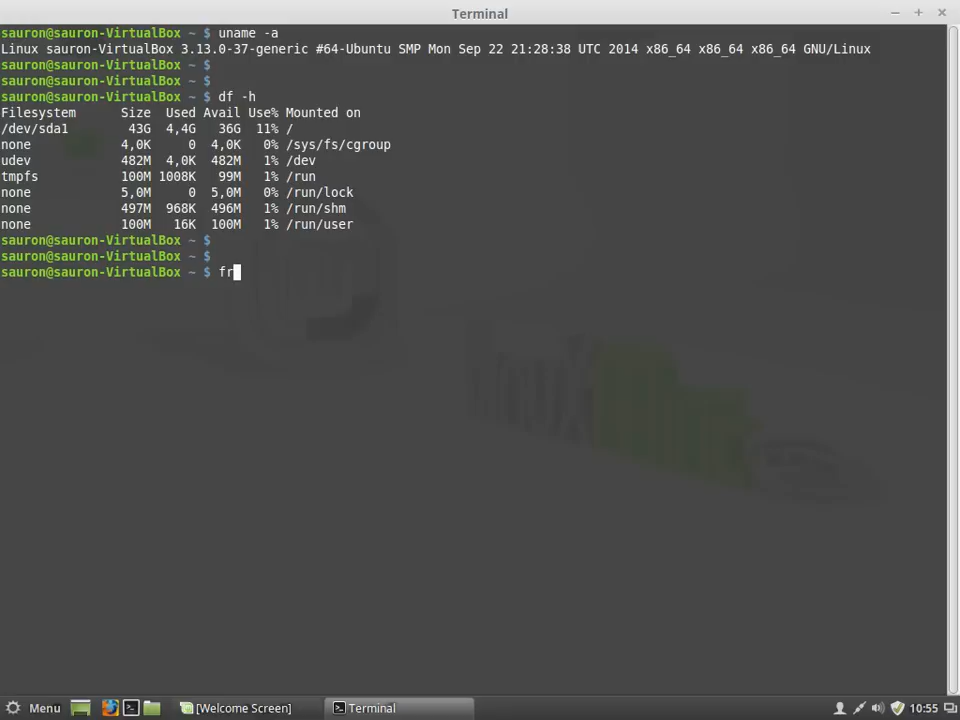 Terminal
sauron@sauron-VirtualBox ~ $ uname -a
Linux sauron-VirtualBox 3.13.0-37-generic #64-Ubuntu SMP Mon Sep 22 21:28:38 UTC 2014 x86_64 x86_64 x86_64 GNU/Linux
sauron@sauron-VirtualBox ~ $
sauron@sauron-VirtualBox ~ $
sauron@sauron-VirtualBox ~ $ df -h
Filesystem      Size  Used Avail Use% Mounted on
/dev/sda1        43G  4,4G   36G  11% /
none            4,0K     0  4,0K   0% /sys/fs/cgroup
udev            482M  4,0K  482M   1% /dev
tmpfs           100M 1008K   99M   1% /run
none            5,0M     0  5,0M   0% /run/lock
none            497M  968K  496M   1% /run/shm
none            100M   16K  100M   1% /run/user
sauron@sauron-VirtualBox ~ $
sauron@sauron-VirtualBox ~ $
sauron@sauron-VirtualBox ~ $ fr
Menu [Welcome Screen] Terminal 10:55